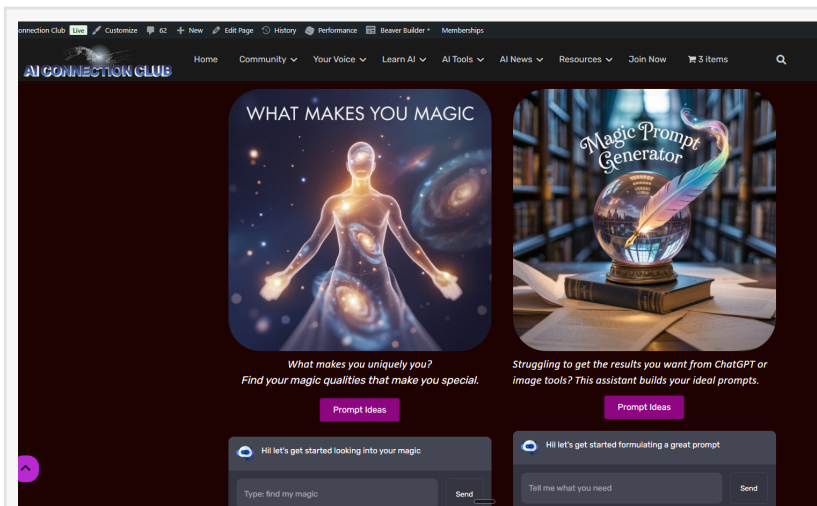 onnection Club Live Customize 62 + New Edit Page History Performance Beaver Builder • Memberships
AI CONNECTION CLUB
Home Community Your Voice Learn AI AI Tools AI News Resources Join Now 3 items
WHAT MAKES YOU MAGIC
Magic Prompt
Generator
What makes you uniquely you?
Find your magic qualities that make you special.
Prompt Ideas
Struggling to get the results you want from ChatGPT or
image tools? This assistant builds your ideal prompts.
Prompt Ideas
Hi! let's get started looking into your magic
Type: find my magic Send
Hi! let's get started formulating a great prompt
Tell me what you need Send